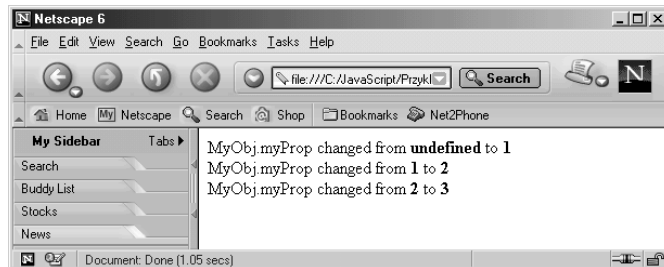 N Netscape 6
File Edit View Search Go Bookmarks Tasks Help
file:///C:/JavaScript/Przykl Search N
Home My Netscape Search Shop Bookmarks Net2Phone
My Sidebar Tabs
Search
Buddy List
Stocks
News
MyObj.myProp changed from undefined to 1
MyObj.myProp changed from 1 to 2
MyObj.myProp changed from 2 to 3
N Document: Done (1.05 secs)